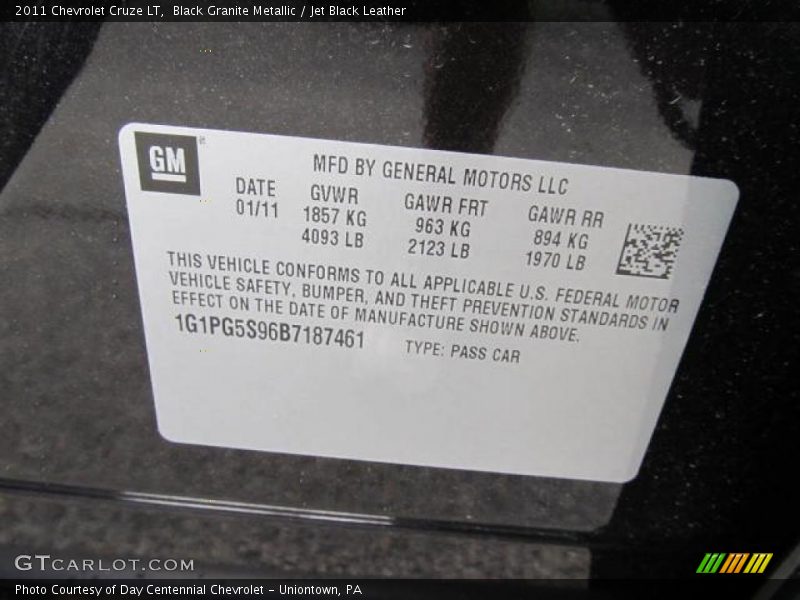 2011 Chevrolet Cruze LT, Black Granite Metallic / Jet Black Leather
GM
MFD BY GENERAL MOTORS LLC
DATE GVWR GAWR FRT GAWR RR
01/11 1857 KG 963 KG 894 KG
4093 LB 2123 LB 1970 LB
THIS VEHICLE CONFORMS TO ALL APPLICABLE U.S. FEDERAL MOTOR
VEHICLE SAFETY, BUMPER, AND THEFT PREVENTION STANDARDS IN
EFFECT ON THE DATE OF MANUFACTURE SHOWN ABOVE.
1G1PG5S96B7187461 TYPE: PASS CAR
GTCARLOT.COM
Photo Courtesy of Day Centennial Chevrolet - Uniontown, PA